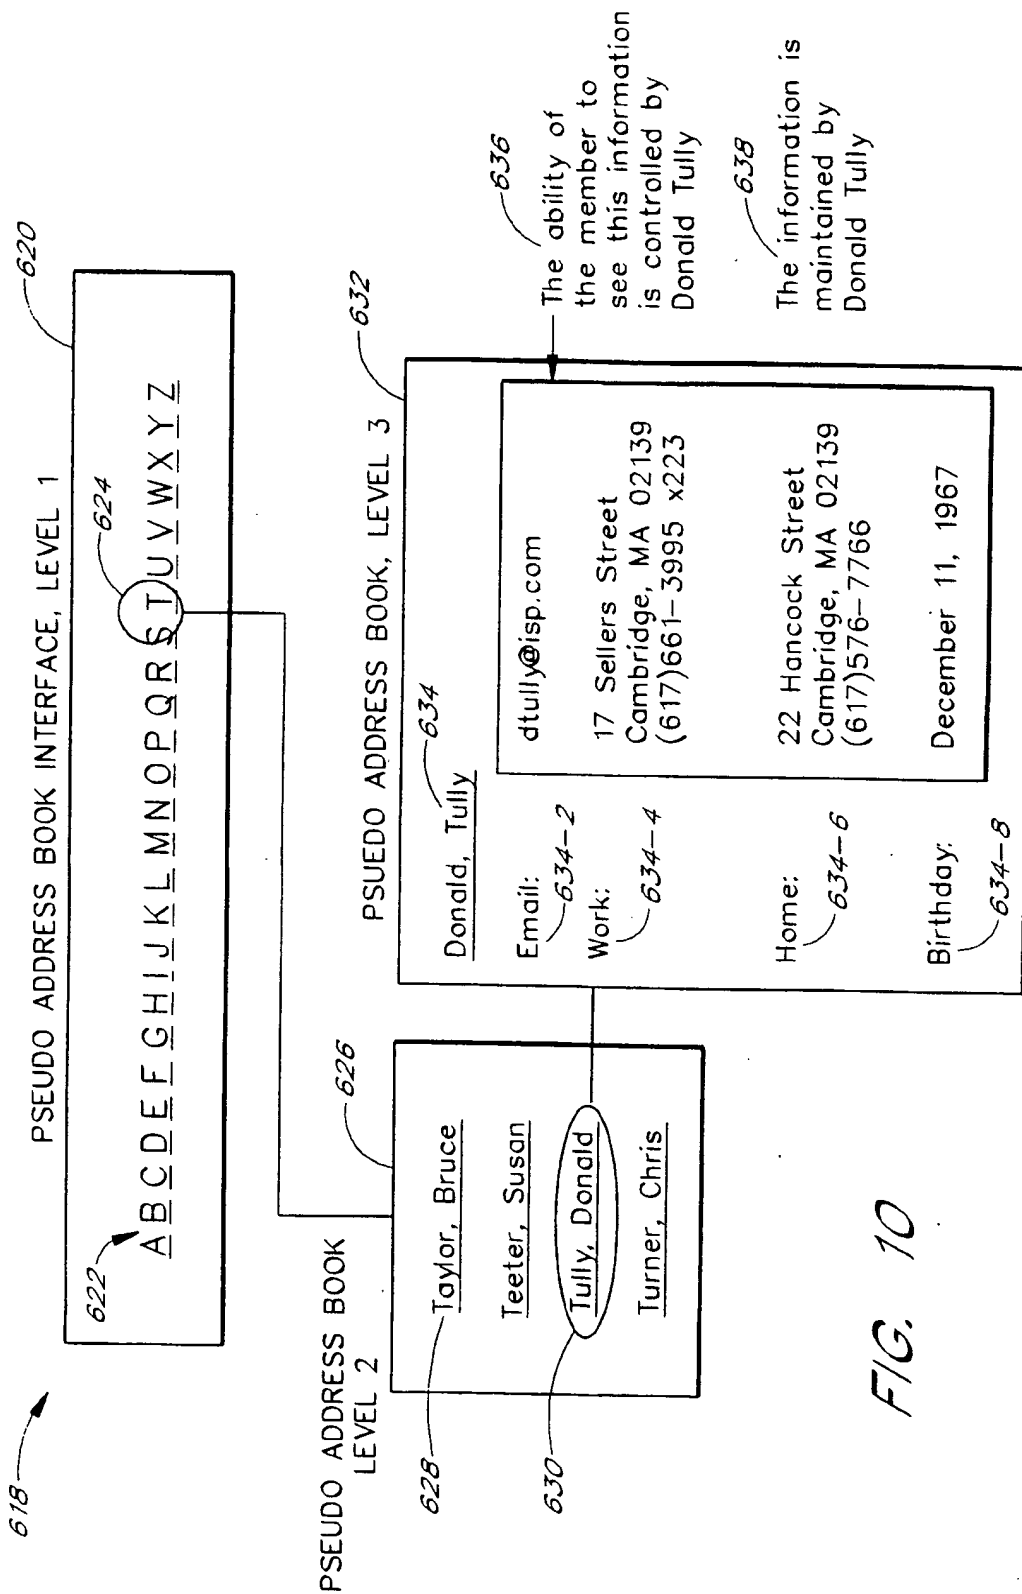 618
PSEUDO ADDRESS BOOK INTERFACE, LEVEL 1
620
622
A B C D E F G H I J K L M N O P Q R S T U V W X Y Z
624
PSEUDO ADDRESS BOOK
LEVEL 2
626
628
Taylor, Bruce
Teeter, Susan
Tully, Donald
630
Turner, Chris
PSUEDO ADDRESS BOOK, LEVEL 3
632
Donald, Tully
634
Email:
634-2
dtully@isp.com
Work:
634-4
17 Sellers Street
Cambridge, MA 02139
(617)661-3995 x223
Home:
634-6
22 Hancock Street
Cambridge, MA 02139
(617)576-7766
Birthday:
634-8
December 11, 1967
636
The ability of
the member to
see this information
is controlled by
Donald Tully
638
The information is
maintained by
Donald Tully
FIG. 10